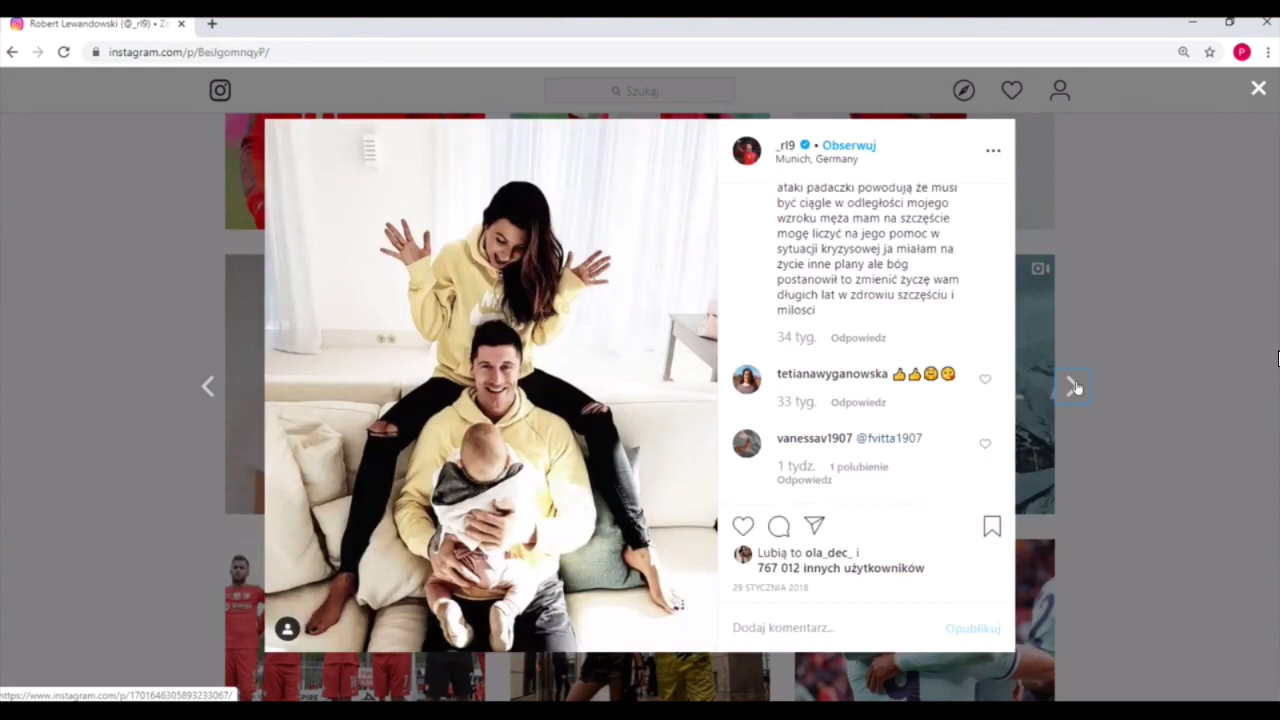 Robert Lewandowski (@_rl9) • Z
instagram.com/p/BeiJgomnqyP/
P
Szukaj
_rl9 • Obserwuj
Munich, Germany
ataki padaczki powodują że musi
być ciągle w odległości mojego
wzroku męża mam na szczęście
mogę liczyć na jego pomoc w
sytuacji kryzysowej ja miałam na
życie inne plany ale bóg
postanowił to zmienić życzę wam
długich lat w zdrowiu szczęściu i
milosci
34 tyg. Odpowiedz
tetianawyganowska 👍👍🤗😘
33 tyg. Odpowiedz
vanessav1907 @fvitta1907
1 tydz. 1 polubienie
Odpowiedz
Lubią to ola_dec_ i
767 012 innych użytkowników
29 STYCZNIA 2018
Dodaj komentarz... Opublikuj
https://www.instagram.com/p/1701646305893233067/